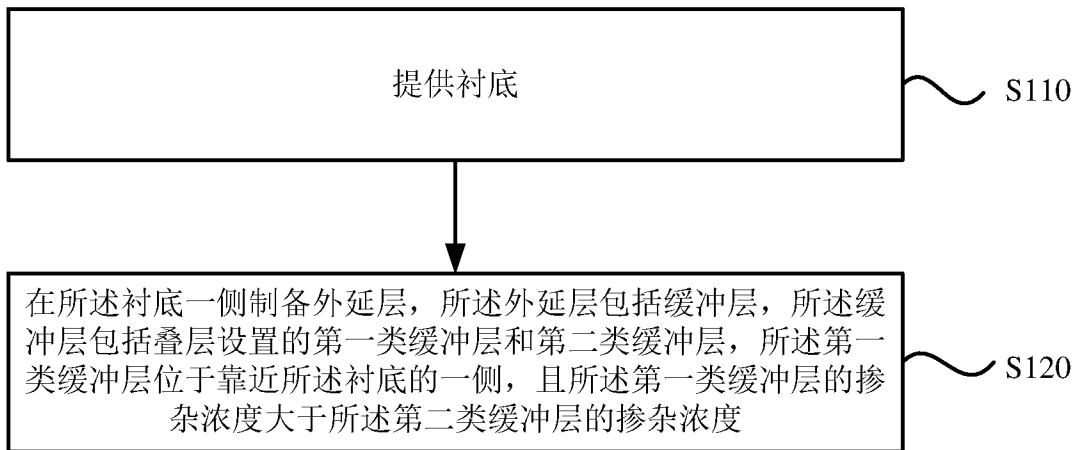 提供衬底
S110
在所述衬底一侧制备外延层，所述外延层包括缓冲层，所述缓
冲层包括叠层设置的第一类缓冲层和第二类缓冲层，所述第一
类缓冲层位于靠近所述衬底的一侧，且所述第一类缓冲层的掺
杂浓度大于所述第二类缓冲层的掺杂浓度
S120